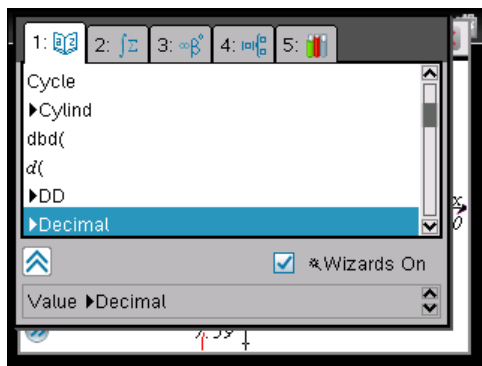 1: 2: ∫Σ 3: ∞β° 4: 5:
Cycle
▶Cylind
dbd(
d(
▶DD
▶Decimal
Wizards On
Value ▶Decimal
x